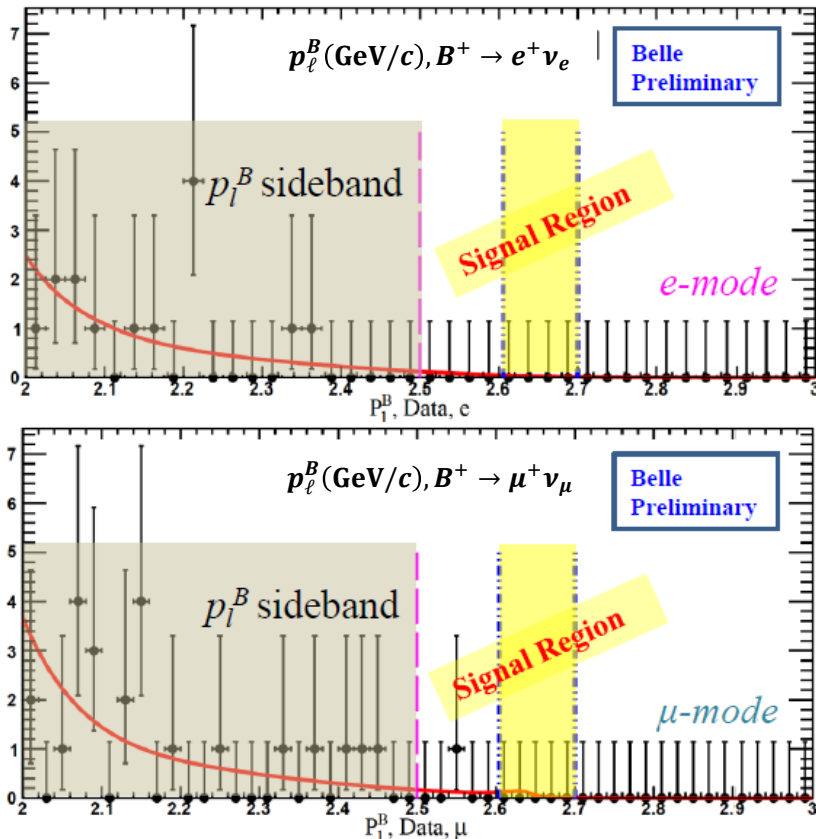 p_ℓ^B (GeV/c), B⁺ → e⁺ν_e
Belle
Preliminary
7
6
5
4
3
2
1
0
p_l^B sideband
Signal Region
e-mode
2 2.1 2.2 2.3 2.4 2.5 2.6 2.7 2.8 2.9 3
P_l^B, Data, e
p_ℓ^B (GeV/c), B⁺ → μ⁺ν_μ
Belle
Preliminary
7
6
5
4
3
2
1
0
p_l^B sideband
Signal Region
μ-mode
2 2.1 2.2 2.3 2.4 2.5 2.6 2.7 2.8 2.9 3
P_l^B, Data, μ